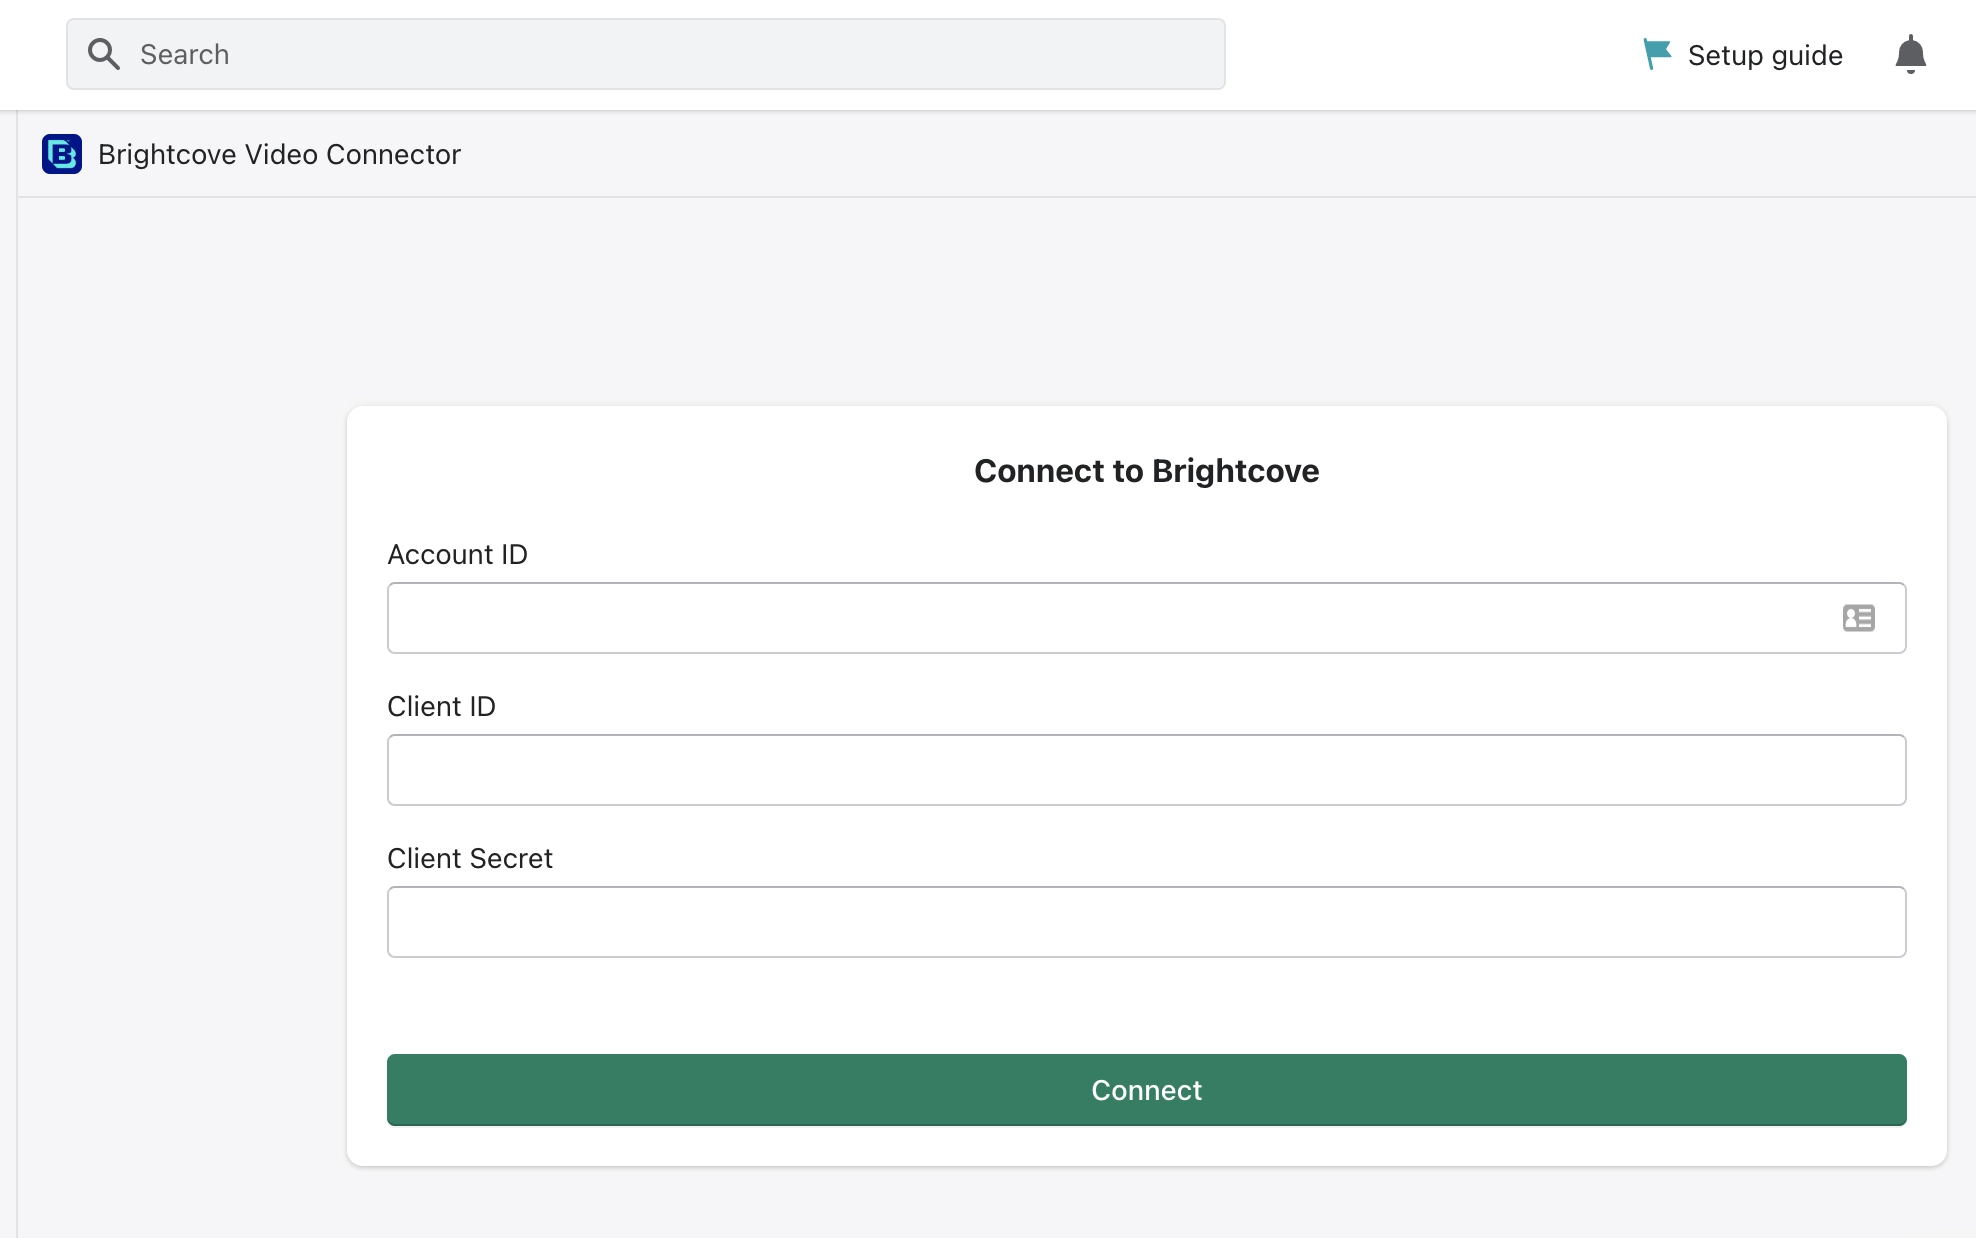 Search
Setup guide
B
Brightcove Video Connector
Connect to Brightcove
Account ID
Client ID
Client Secret
Connect